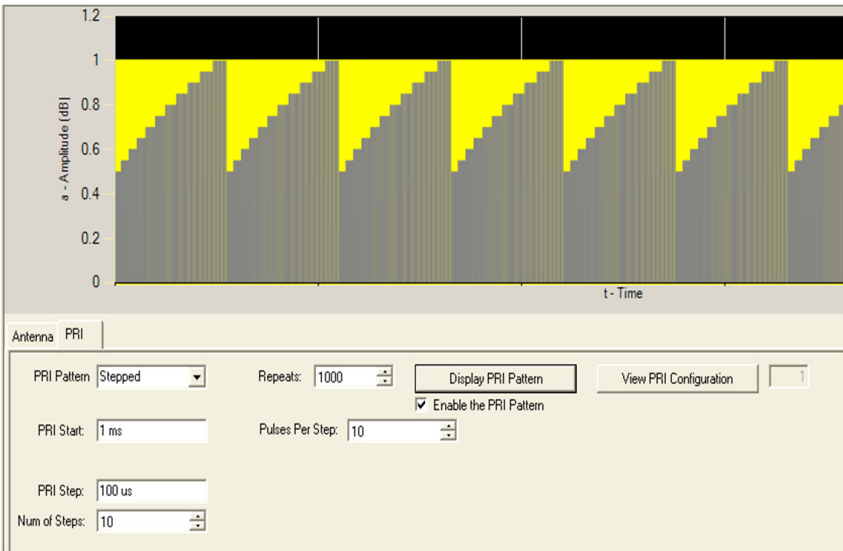 1.2
1
0.8
0.6
0.4
0.2
0
a - Amplitude [dB]
t - Time
Antenna PRI
PRI Pattern Stepped Repeats: 1000 Display PRI Pattern View PRI Configuration 1
Enable the PRI Pattern
PRI Start: 1 ms Pulses Per Step: 10
PRI Step: 100 us
Num of Steps: 10